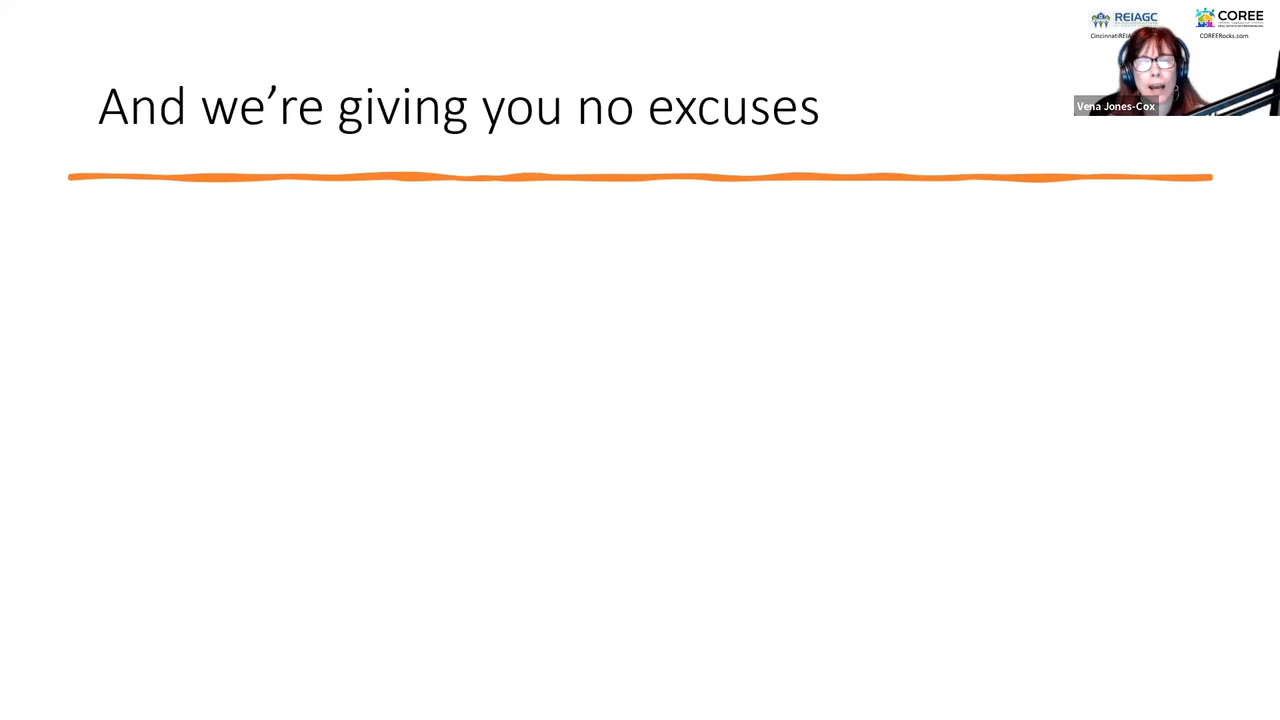 REIAGC
COREE
COREERocks.com
And we're giving you no excuses
Vena Jones-Cox